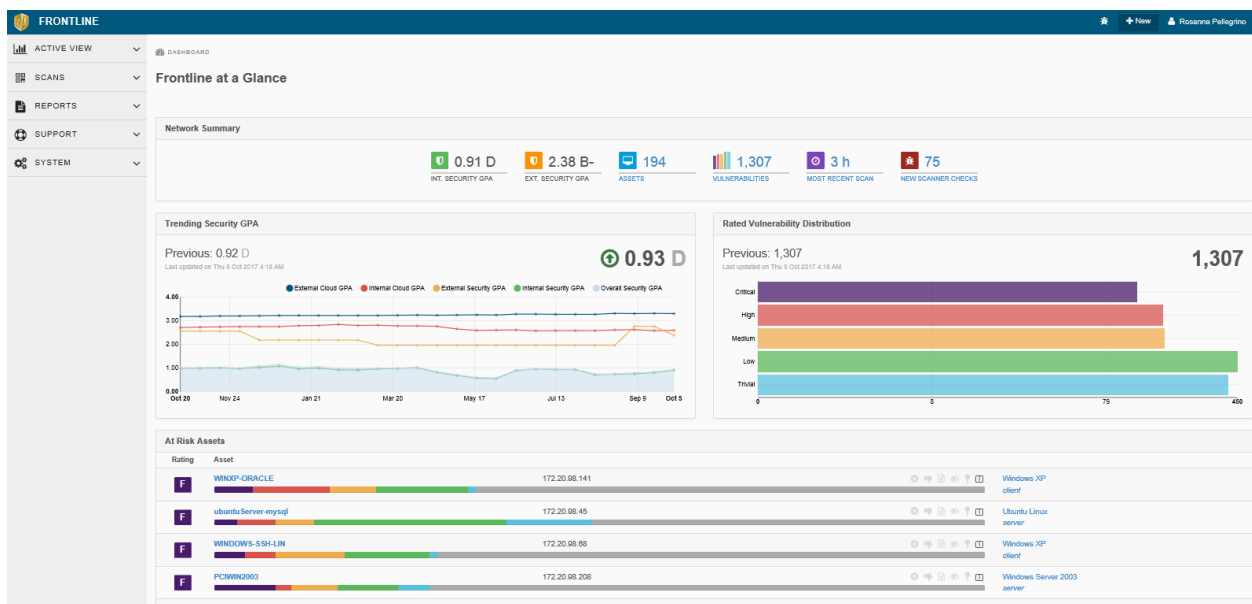 FRONTLINE
+ New
Rosanna Pellegrino
ACTIVE VIEW
SCANS
REPORTS
SUPPORT
SYSTEM
DASHBOARD
Frontline at a Glance
Network Summary
0.91 D
INT. SECURITY GPA
2.38 B-
EXT. SECURITY GPA
194
ASSETS
1,307
VULNERABILITIES
3 h
MOST RECENT SCAN
75
NEW SCANNER CHECKS
Trending Security GPA
Previous: 0.92 D
Last updated on Thu 5 Oct 2017 4:18 AM
0.93 D
External Cloud GPA Internal Cloud GPA External Security GPA Internal Security GPA Overall Security GPA
4.00
3.00
2.00
1.00
0.00
Oct 20 Nov 24 Jan 21 Mar 20 May 17 Jul 13 Sep 9 Oct 5
Rated Vulnerability Distribution
Previous: 1,307
Last updated on Thu 5 Oct 2017 4:18 AM
1,307
Critical
High
Medium
Low
Trivial
0 8 79 450
At Risk Assets
Rating Asset
F WINXP-ORACLE 172.20.98.141 Windows XP
client
F ubuntuServer-mysql 172.20.98.45 Ubuntu Linux
server
F WINDOWS-SSH-LIN 172.20.98.68 Windows XP
client
F PCIWIN2003 172.20.98.208 Windows Server 2003
server